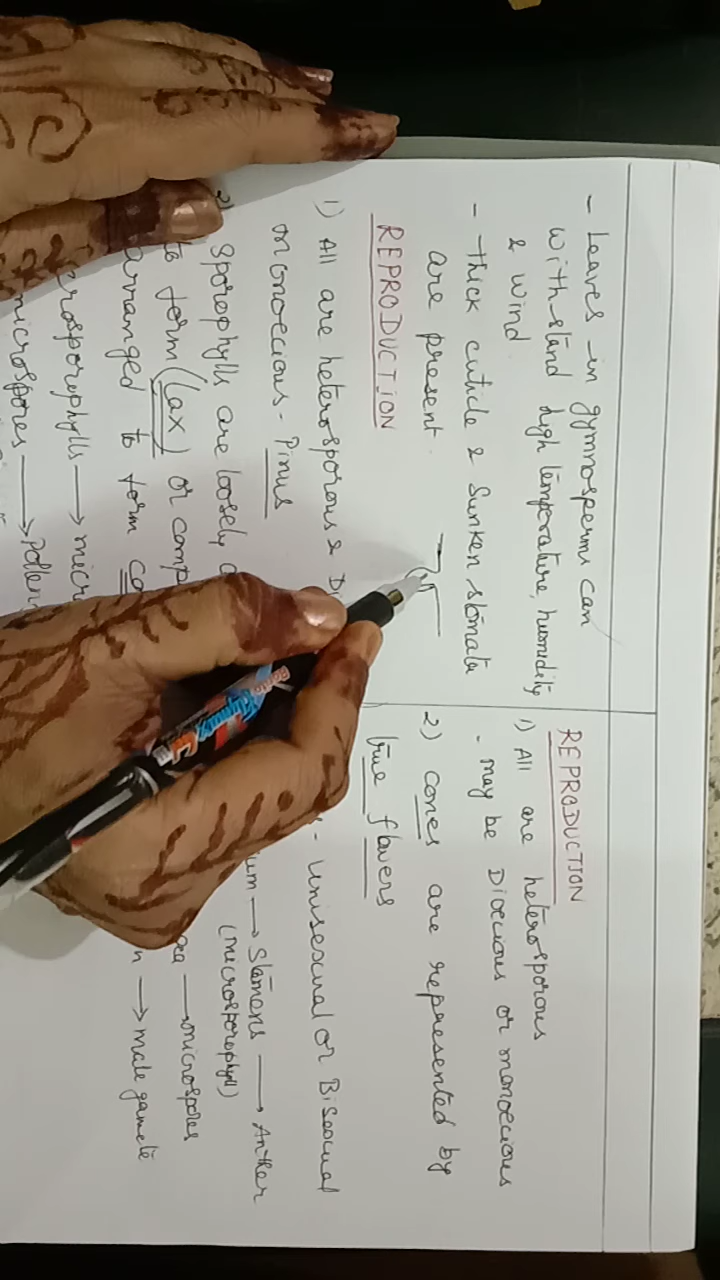 - Leaves in gymnosperms can
withstand high temperature, humidity
& wind
- Thick cuticle & Sunken stomata
are present.
REPRODUCTION
1) All are heterosporous &
monoecious - Pinus
2) Sporophylls are loosely
to form (Lax) or
arranged to form
microspores → Pollen
REPRODUCTION
1) All are heterosporous
- may be Dioecious or monoecious
2) Cones are represented by
true flowers
- Unisexual or Bisexual
→ Stamens → Anther
(microsporophyll)
→ microspores
→ male gamete